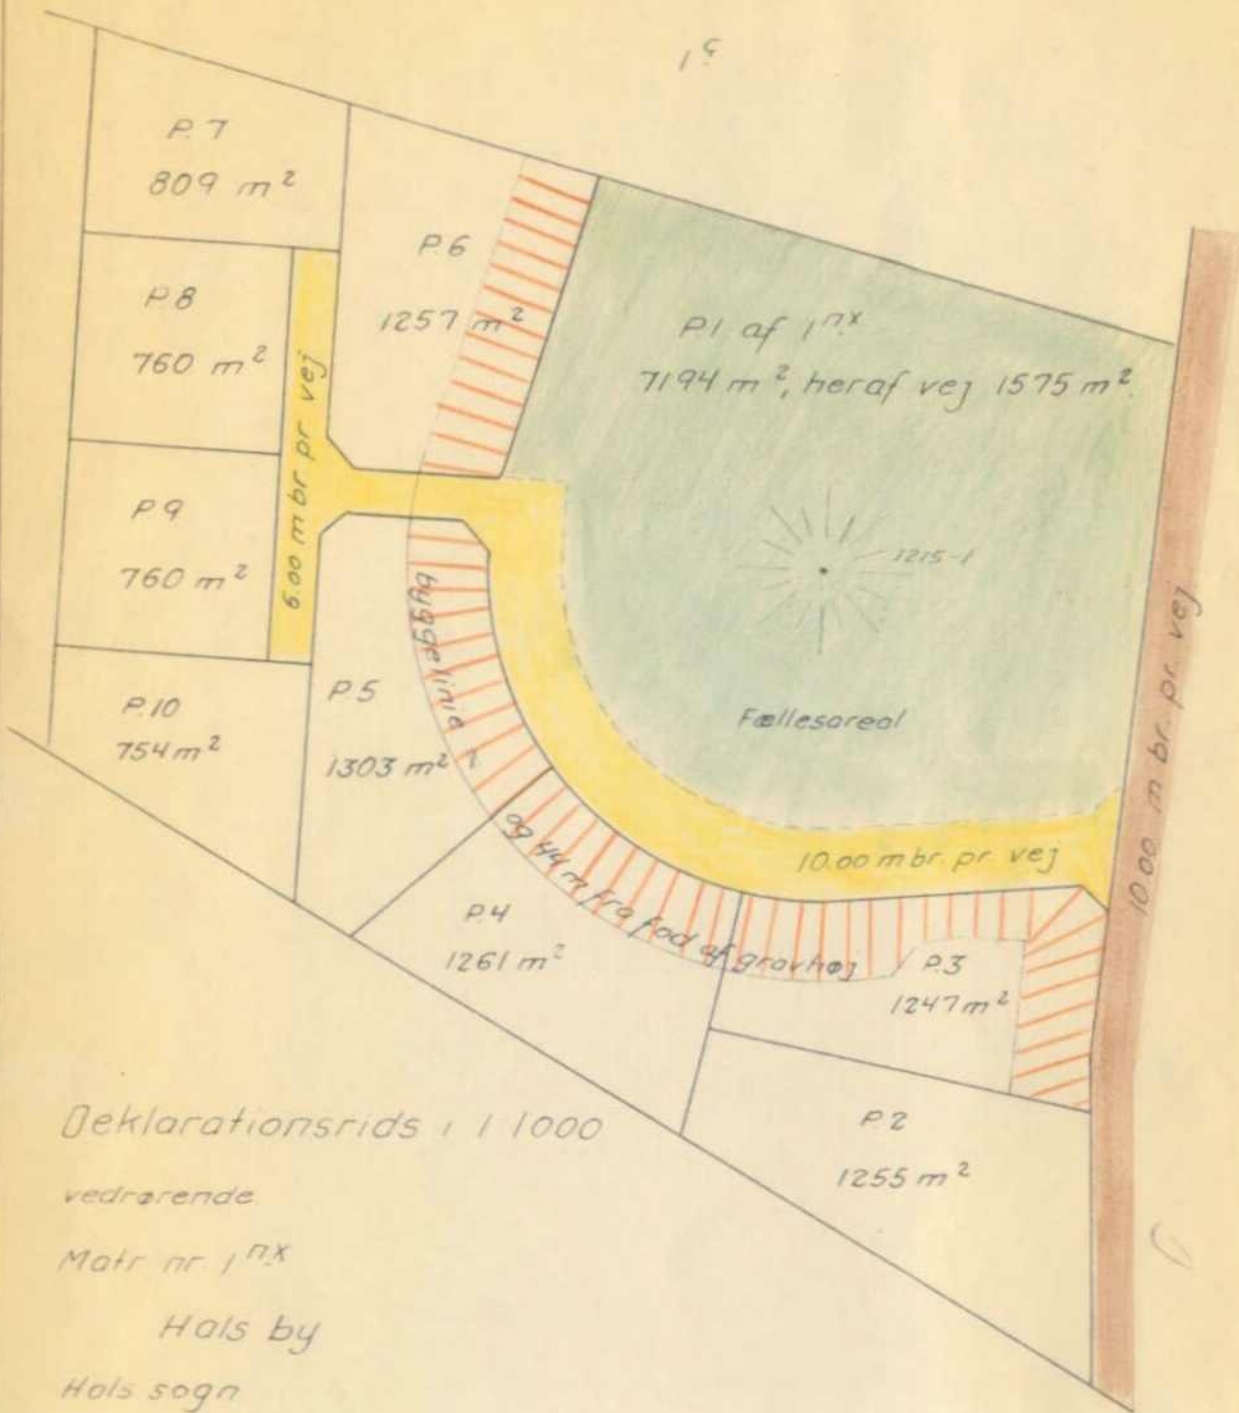 P.7
809 m²
P.6
1257 m²
P.8
760 m²
6.00 m br. pr. vej
P1 af 1ⁿˣ
7194 m², heraf vej 1575 m².
P.9
760 m²
1215-1
Fællesareal
10.00 m br. pr. vej
P.10
754 m²
P.5
1303 m²
byggelinie
og 44 m fra fod af gravhøj
10.00 m br. pr. vej
P.4
1261 m²
P.3
1247 m²
P.2
1255 m²
Deklarationsrids i 1 1000
vedrørende
Matr nr. 1ⁿˣ
Hals by
Hals sogn